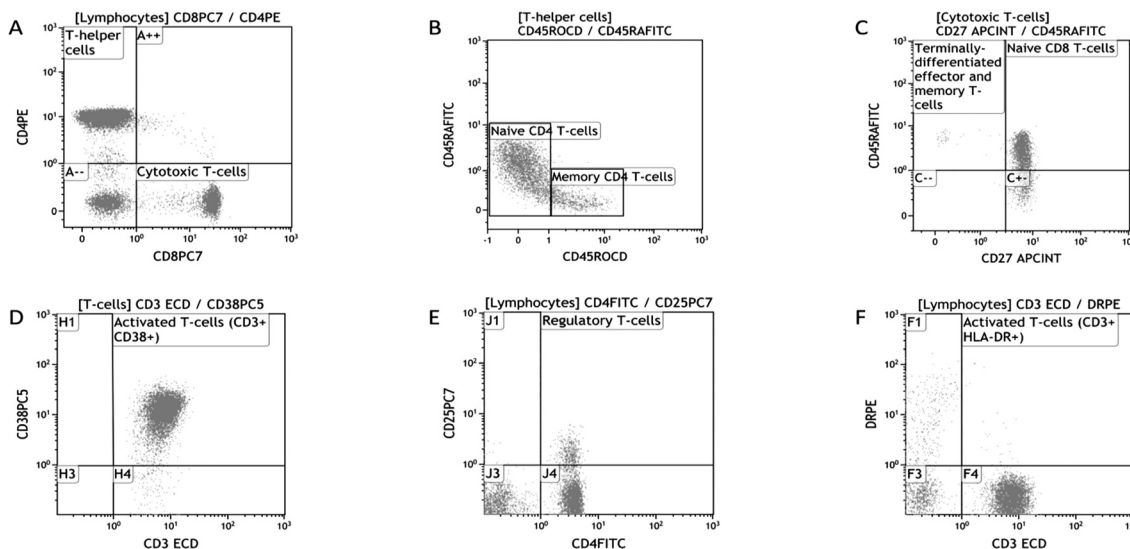 A
[Lymphocytes] CD8PC7 / CD4PE
T-helper
cells
A++
A--
Cytotoxic T-cells
CD4PE
10³
10²
10¹
10⁰
0
0
10¹
10²
10³
CD8PC7
B
[T-helper cells]
CD45ROCD / CD45RAFITC
Naive CD4 T-cells
Memory CD4 T-cells
CD45RAFITC
10³
10²
10¹
10⁰
0
-1
0
1
10¹
10²
10³
CD45ROCD
C
[Cytotoxic T-cells]
CD27 APCINT / CD45RAFITC
Terminally-
differentiated
effector and
memory T-
cells
Naive CD8 T-cells
C--
C+-
CD45RAFITC
10³
10²
10¹
10⁰
0
0
10⁰
10¹
10²
10
CD27 APCINT
D
[T-cells] CD3 ECD / CD38PC5
H1
Activated T-cells (CD3+
CD38+)
H3
H4
CD38PC5
10³
10²
10¹
10⁰
10⁰
10¹
10²
10³
CD3 ECD
E
[Lymphocytes] CD4FITC / CD25PC7
J1
Regulatory T-cells
J3
J4
CD25PC7
10³
10²
10¹
10⁰
10⁰
10¹
10²
10³
CD4FITC
F
[Lymphocytes] CD3 ECD / DRPE
F1
Activated T-cells (CD3+
HLA-DR+)
F3
F4
DRPE
10³
10²
10¹
10⁰
10⁰
10¹
10²
10
CD3 ECD